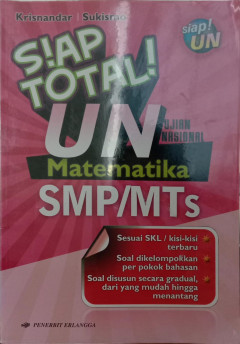 Krisnandar Sukisno
siap!
UN
S!AP
TOTAL!
UN
UJIAN
NASIONAL
Matematika
SMP/MTs
Sesuai SKL / kisi-kisi
terbaru
Soal dikelompokkan
per pokok bahasan
Soal disusun secara gradual,
dari yang mudah hingga
menantang
PENERBIT ERLANGGA